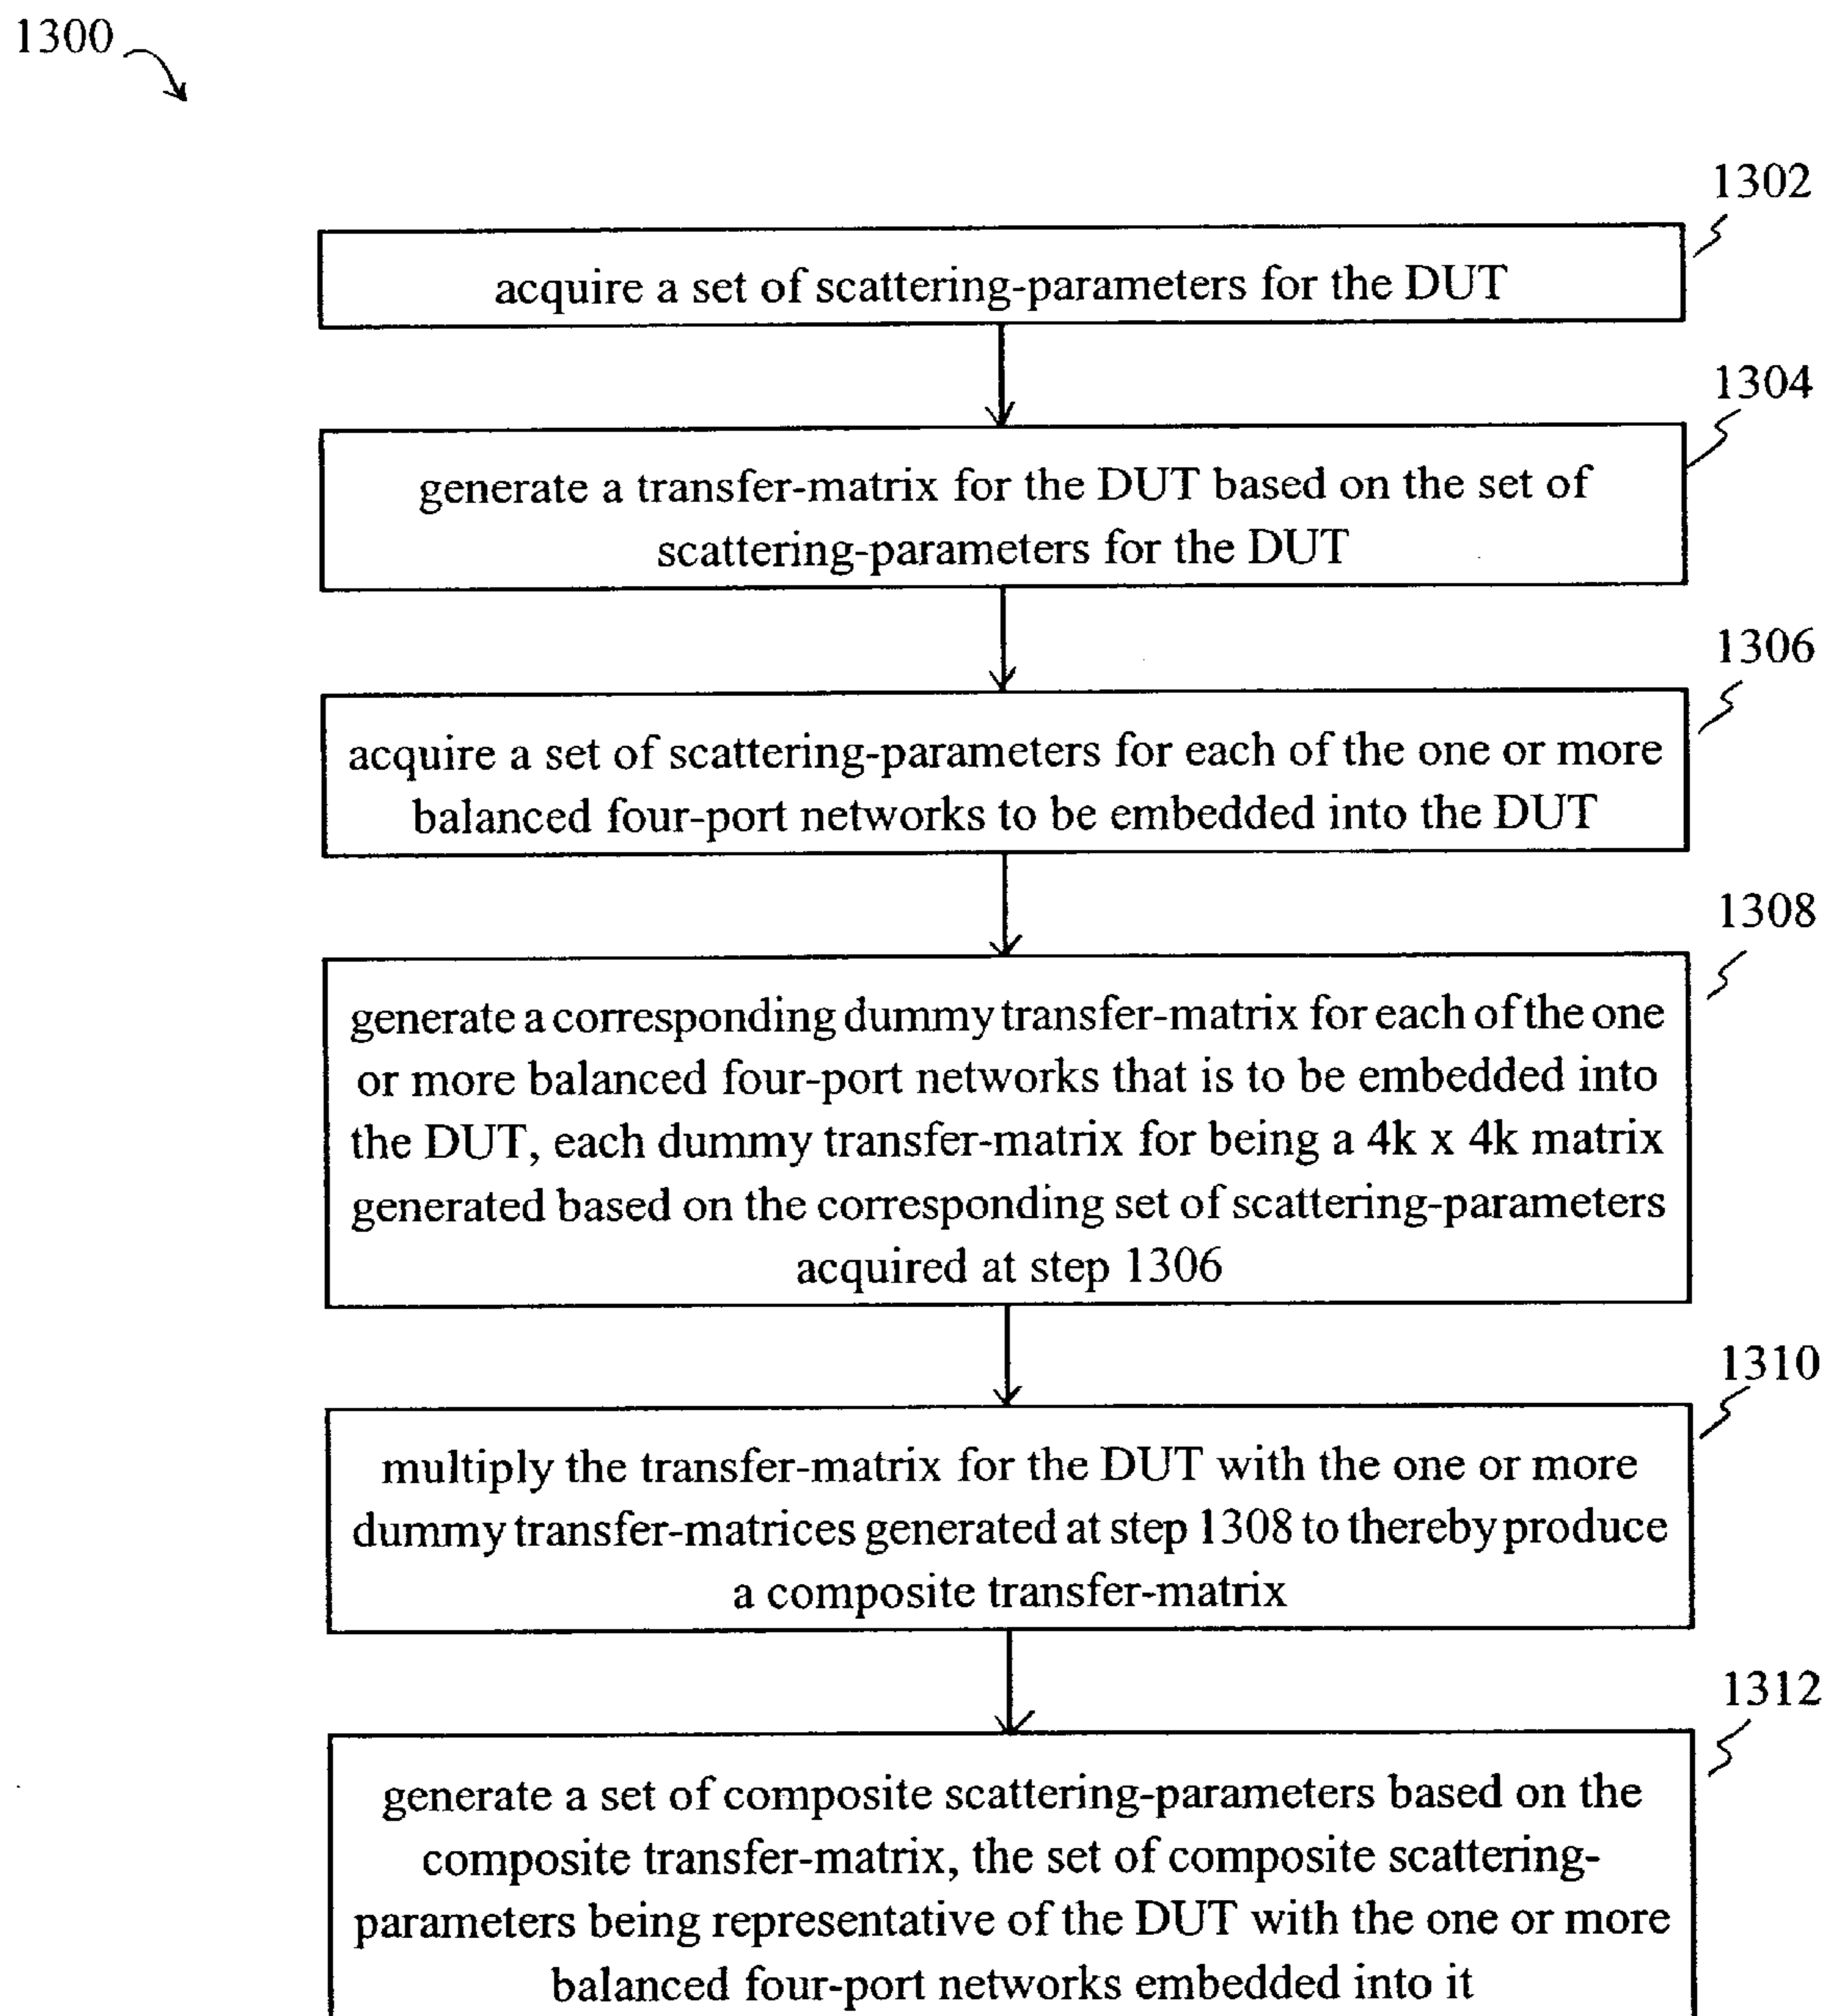 1300
1302
acquire a set of scattering-parameters for the DUT
1304
generate a transfer-matrix for the DUT based on the set of
scattering-parameters for the DUT
1306
acquire a set of scattering-parameters for each of the one or more
balanced four-port networks to be embedded into the DUT
1308
generate a corresponding dummy transfer-matrix for each of the one
or more balanced four-port networks that is to be embedded into
the DUT, each dummy transfer-matrix for being a 4k x 4k matrix
generated based on the corresponding set of scattering-parameters
acquired at step 1306
1310
multiply the transfer-matrix for the DUT with the one or more
dummy transfer-matrices generated at step 1308 to thereby produce
a composite transfer-matrix
1312
generate a set of composite scattering-parameters based on the
composite transfer-matrix, the set of composite scattering-
parameters being representative of the DUT with the one or more
balanced four-port networks embedded into it